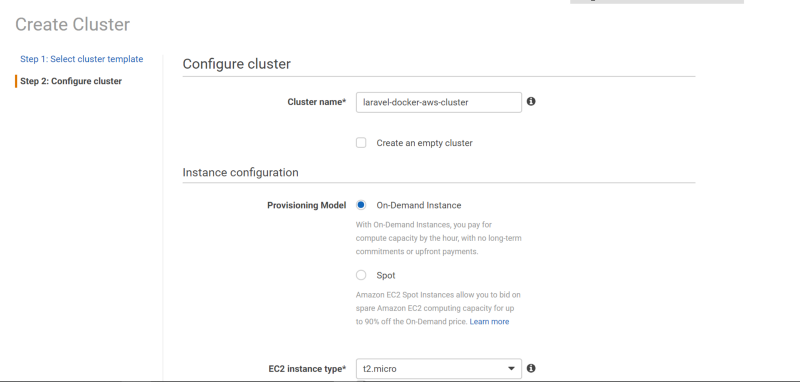 Create Cluster
Step 1: Select cluster template
Step 2: Configure cluster
Configure cluster
Cluster name* laravel-docker-aws-cluster
Create an empty cluster
Instance configuration
Provisioning Model On-Demand Instance
With On-Demand Instances, you pay for
compute capacity by the hour, with no long-term
commitments or upfront payments.
Spot
Amazon EC2 Spot Instances allow you to bid on
spare Amazon EC2 computing capacity for up
to 90% off the On-Demand price. Learn more
EC2 instance type* t2.micro